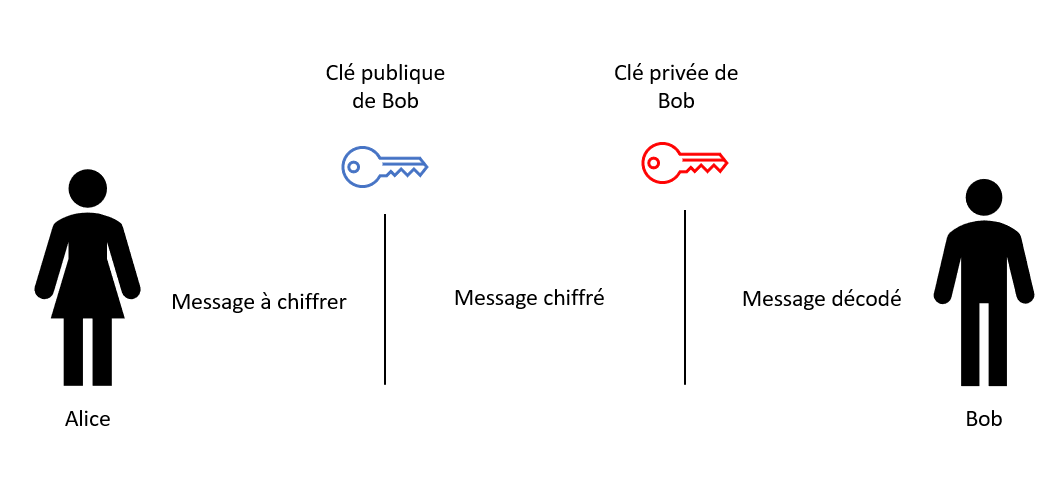 Clé publique
de Bob
Clé privée de
Bob
Message à chiffrer
Message chiffré
Message décodé
Alice
Bob